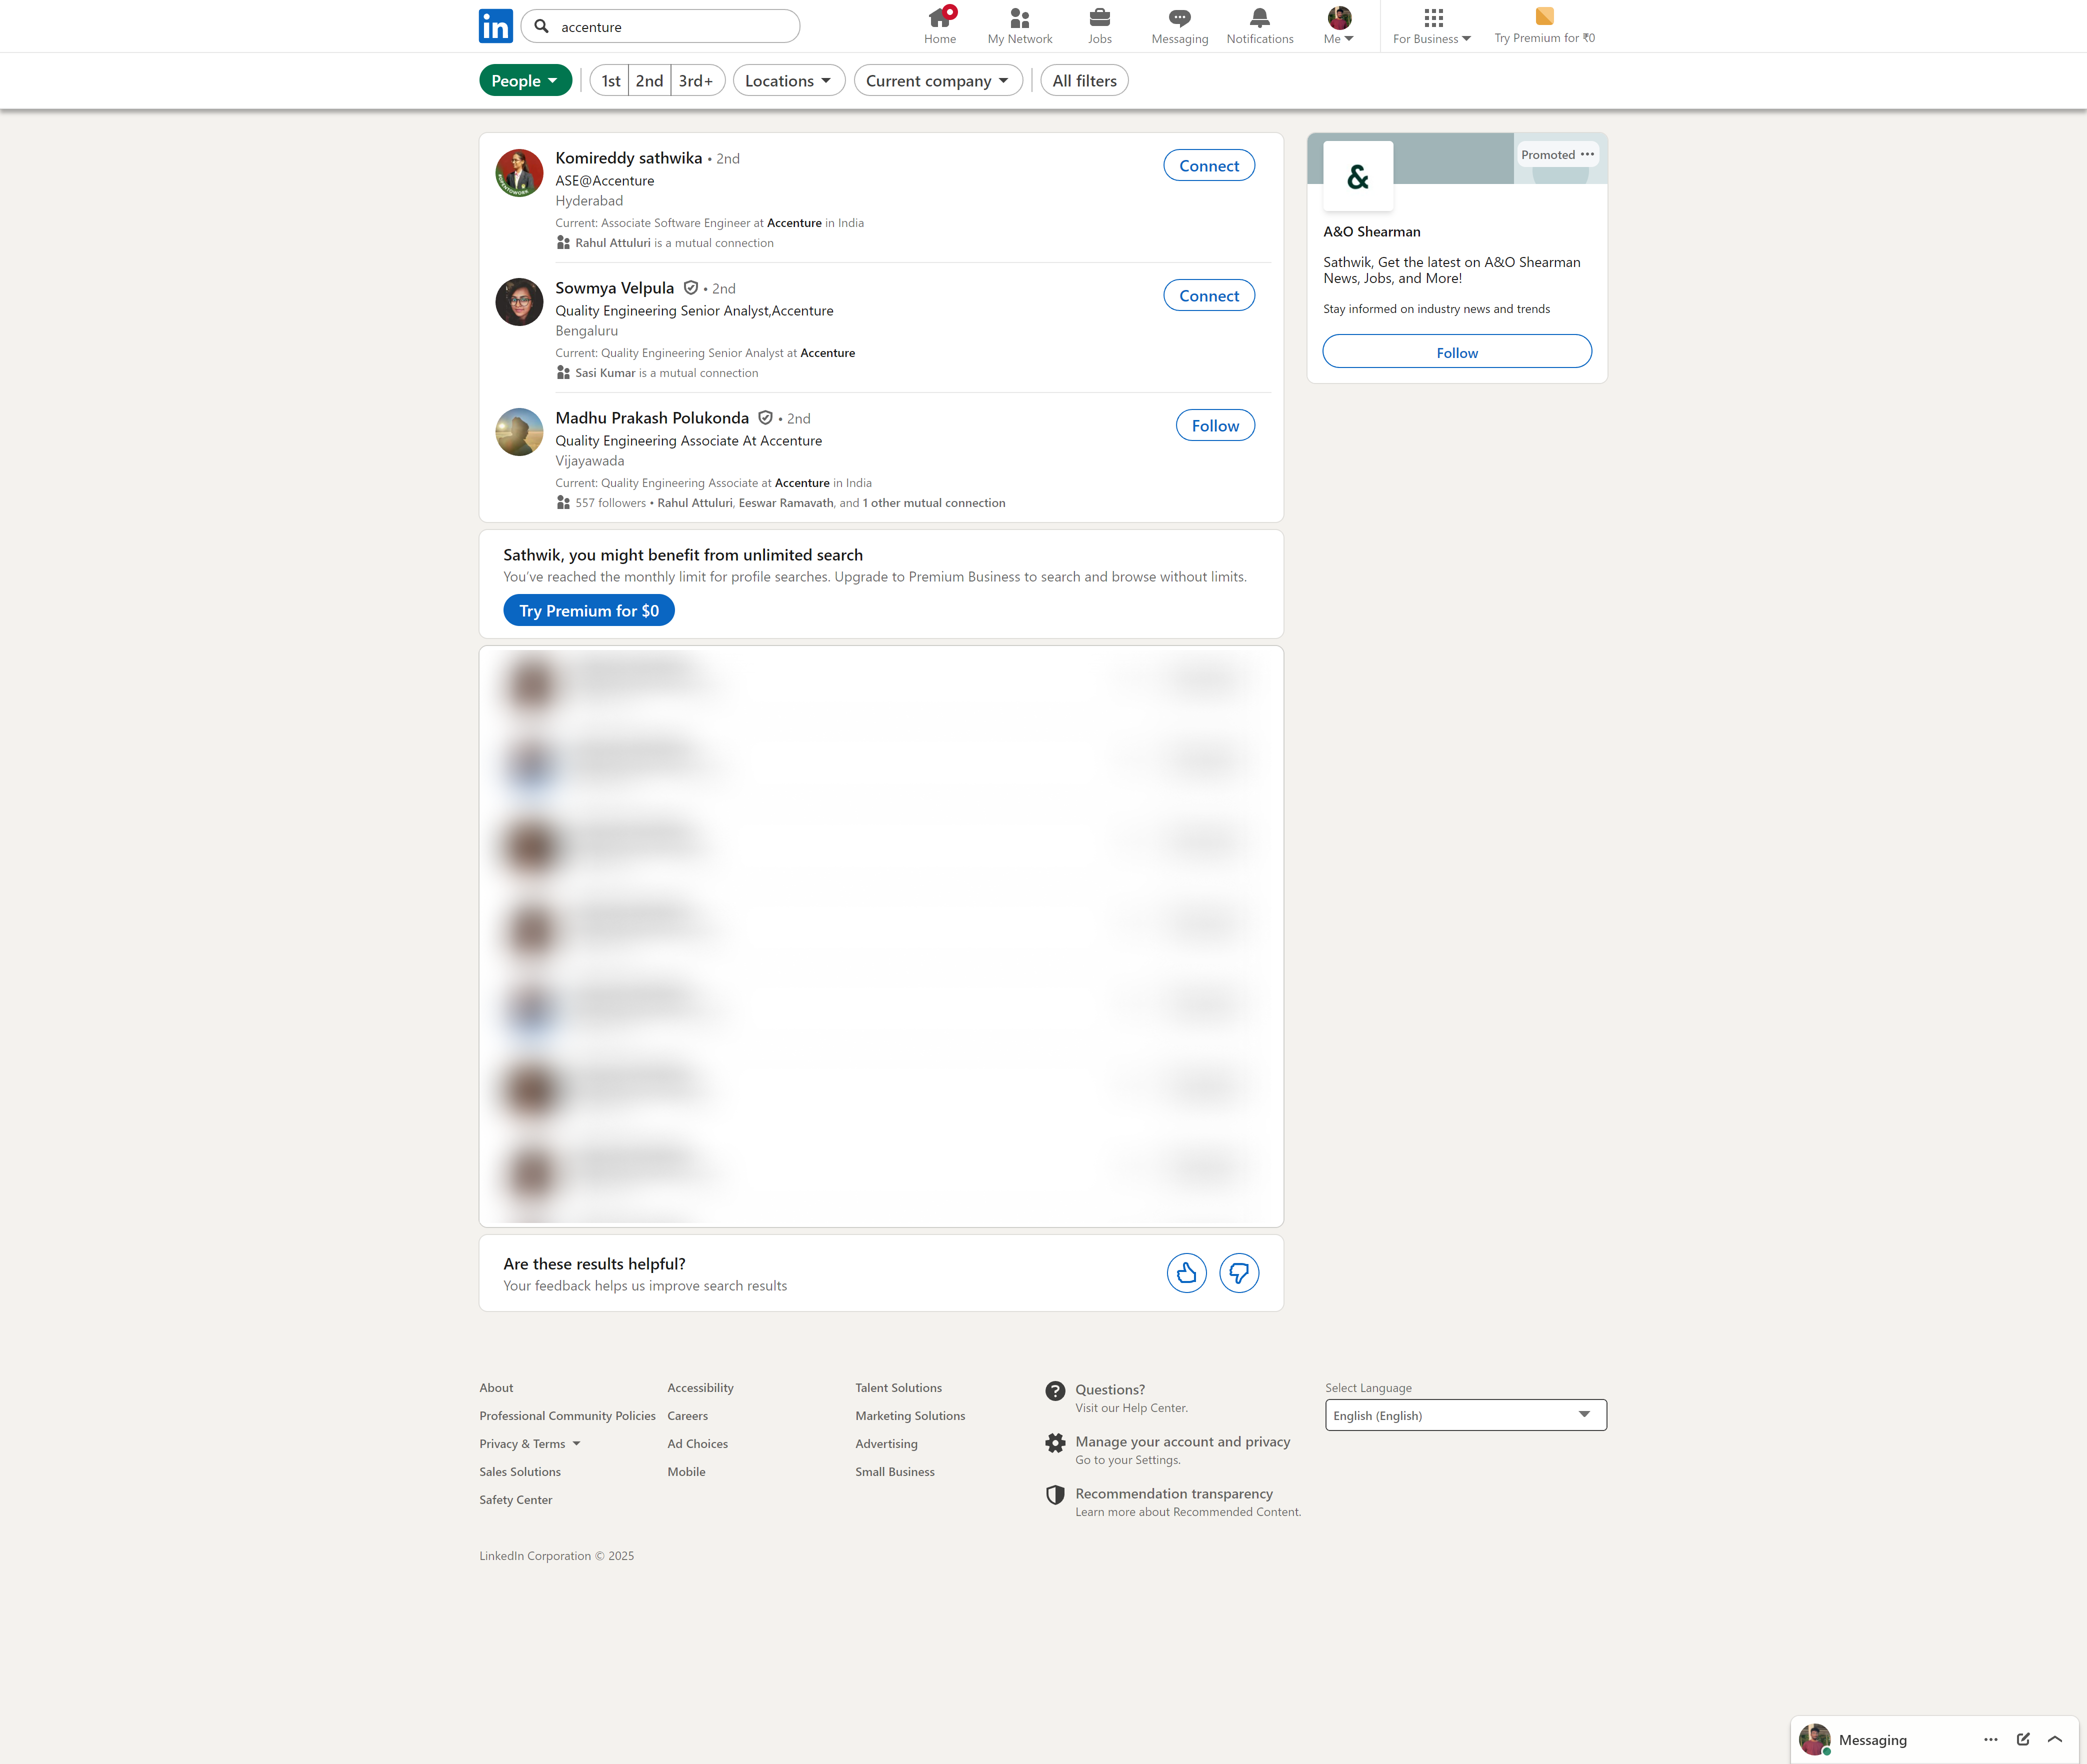 in
accenture
Home
My Network
Jobs
Messaging
Notifications
Me
For Business
Try Premium for ₹0
People
1st
2nd
3rd+
Locations
Current company
All filters
Komireddy sathwika • 2nd
ASE@Accenture
Hyderabad
Current: Associate Software Engineer at Accenture in India
Rahul Attuluri is a mutual connection
Connect
Sowmya Velpula • 2nd
Quality Engineering Senior Analyst,Accenture
Bengaluru
Current: Quality Engineering Senior Analyst at Accenture
Sasi Kumar is a mutual connection
Connect
Madhu Prakash Polukonda • 2nd
Quality Engineering Associate At Accenture
Vijayawada
Current: Quality Engineering Associate at Accenture in India
557 followers • Rahul Attuluri, Eeswar Ramavath, and 1 other mutual connection
Follow
Promoted •••
&
A&O Shearman
Sathwik, Get the latest on A&O Shearman
News, Jobs, and More!
Stay informed on industry news and trends
Follow
Sathwik, you might benefit from unlimited search
You've reached the monthly limit for profile searches. Upgrade to Premium Business to search and browse without limits.
Try Premium for $0
Are these results helpful?
Your feedback helps us improve search results
About
Professional Community Policies
Privacy & Terms
Sales Solutions
Safety Center
Accessibility
Careers
Ad Choices
Mobile
Talent Solutions
Marketing Solutions
Advertising
Small Business
Questions?
Visit our Help Center.
Manage your account and privacy
Go to your Settings.
Recommendation transparency
Learn more about Recommended Content.
Select Language
English (English)
LinkedIn Corporation © 2025
Messaging